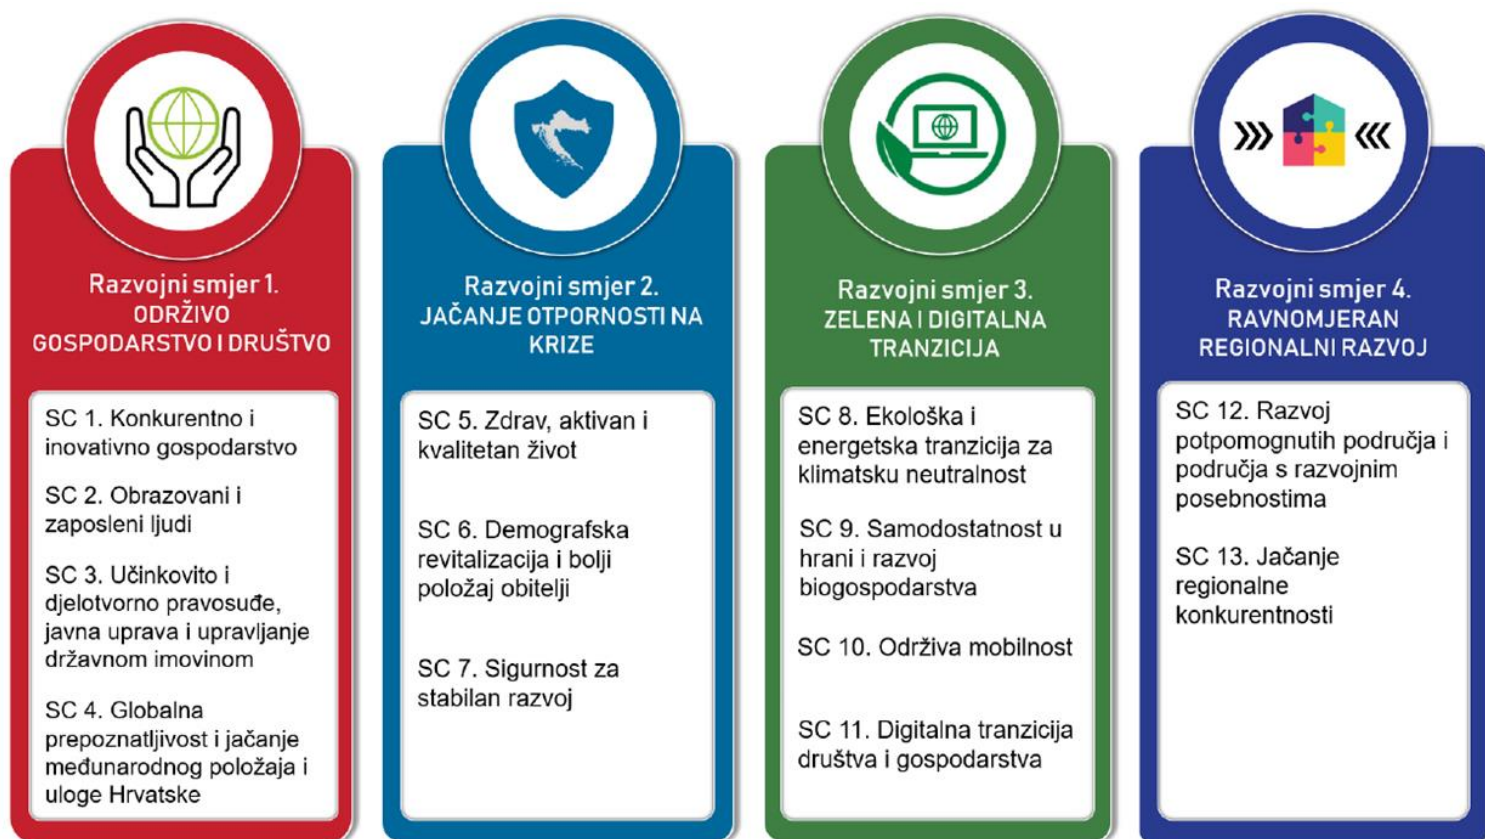 Razvojni smjer 1.
ODRŽIVO
GOSPODARSTVO I DRUŠTVO
SC 1. Konkurentno i
inovativno gospodarstvo
SC 2. Obrazovani i
zaposleni ljudi
SC 3. Učinkovito i
djelotvorno pravosuđe,
javna uprava i upravljanje
državnom imovinom
SC 4. Globalna
prepoznatljivost i jačanje
međunarodnog položaja i
uloge Hrvatske
Razvojni smjer 2.
JAČANJE OTPORNOSTI NA
KRIZE
SC 5. Zdrav, aktivan i
kvalitetan život
SC 6. Demografska
revitalizacija i bolji
položaj obitelji
SC 7. Sigurnost za
stabilan razvoj
Razvojni smjer 3.
ZELENA I DIGITALNA
TRANZICIJA
SC 8. Ekološka i
energetska tranzicija za
klimatsku neutralnost
SC 9. Samodostatnost u
hrani i razvoj
biogospodarstva
SC 10. Održiva mobilnost
SC 11. Digitalna tranzicija
društva i gospodarstva
Razvojni smjer 4.
RAVNOMJERAN
REGIONALNI RAZVOJ
SC 12. Razvoj
potpomognutih područja i
područja s razvojnim
posebnostima
SC 13. Jačanje
regionalne
konkurentnosti